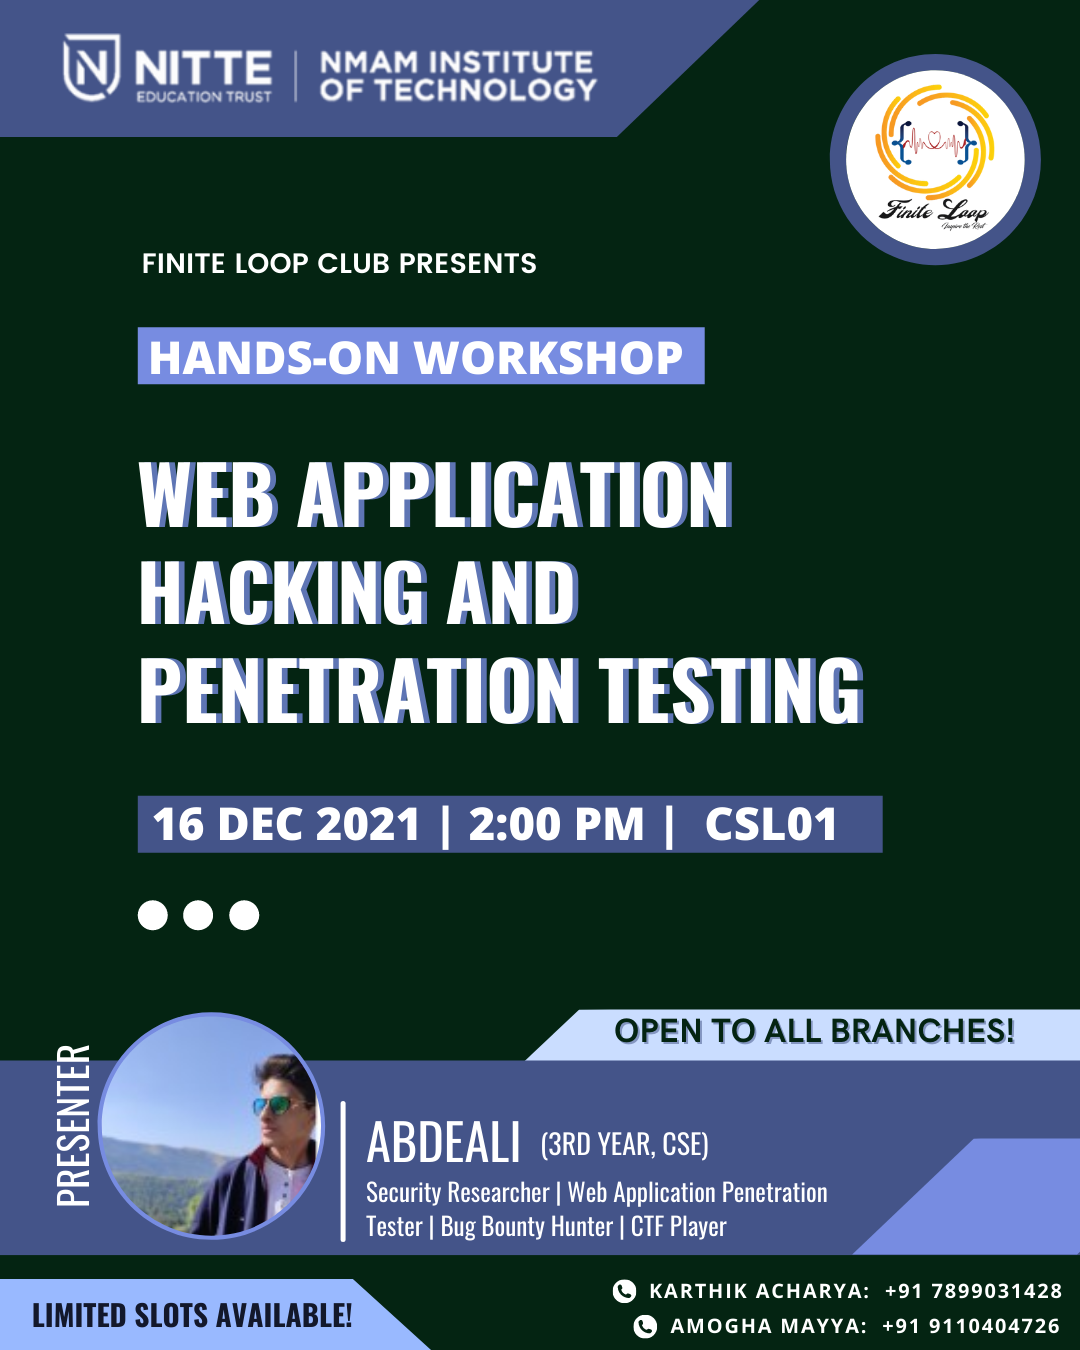 NITTE
EDUCATION TRUST
NMAM INSTITUTE
OF TECHNOLOGY
Finite Loop
Inspire the Rest
FINITE LOOP CLUB PRESENTS
HANDS-ON WORKSHOP
WEB APPLICATION
HACKING AND
PENETRATION TESTING
16 DEC 2021 | 2:00 PM | CSL01
OPEN TO ALL BRANCHES!
PRESENTER
ABDEALI (3RD YEAR, CSE)
Security Researcher | Web Application Penetration
Tester | Bug Bounty Hunter | CTF Player
LIMITED SLOTS AVAILABLE!
KARTHIK ACHARYA: +91 7899031428
AMOGHA MAYYA: +91 9110404726